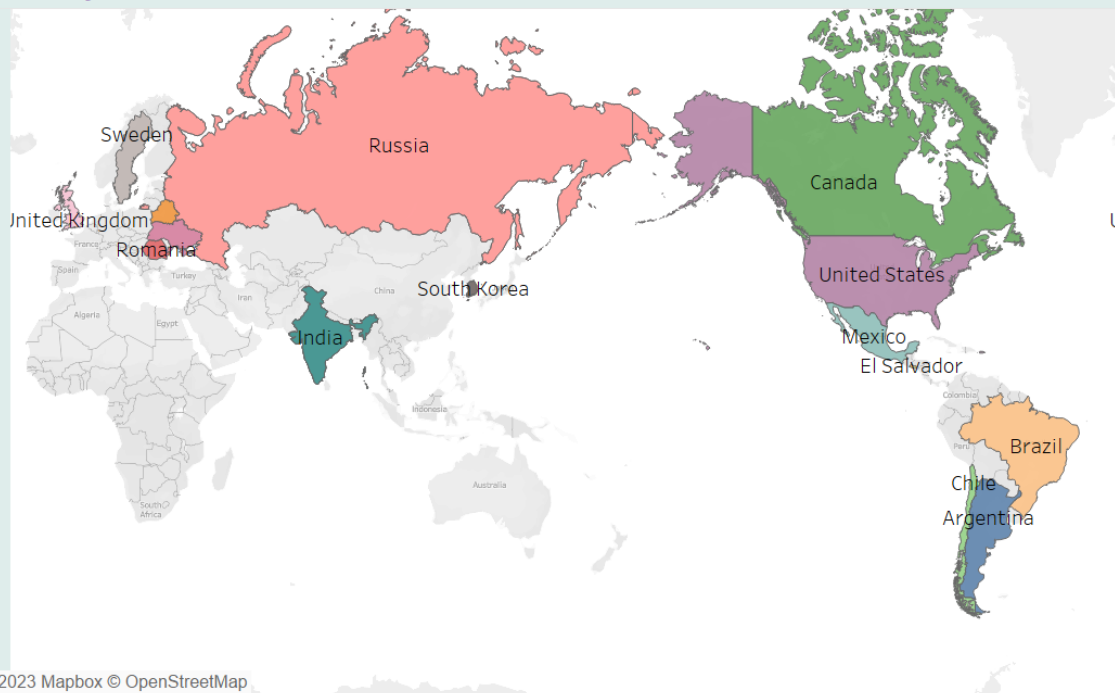 Sweden
Russia
Canada
United Kingdom
France
Romania
Spain
Turkey
United States
South Korea
China
Iran
Algeria
Egypt
India
Mexico
El Salvador
Colombia
Indonesia
Peru
Brazil
Australia
Chile
South
Africa
Argentina
2023 Mapbox © OpenStreetMap